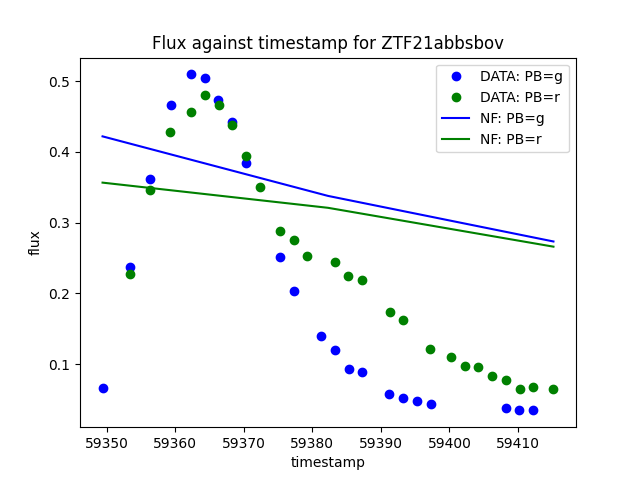 Flux against timestamp for ZTF21abbsbov
DATA: PB=g
DATA: PB=r
NF: PB=g
NF: PB=r
flux
0.5
0.4
0.3
0.2
0.1
59350 59360 59370 59380 59390 59400 59410
timestamp